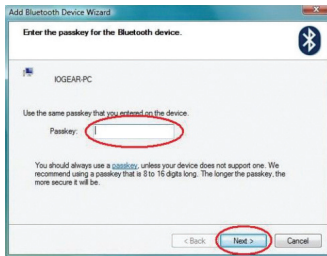 Add Bluetooth Device Wizard
Enter the passkey for the Bluetooth device.
IOGEAR-PC
Use the same passkey that you entered on the device.
Passkey:
You should always use a passkey, unless your device does not support one. We
recommend using a passkey that is 8 to 16 digits long. The longer the passkey, the
more secure it will be.
< Back Next > Cancel